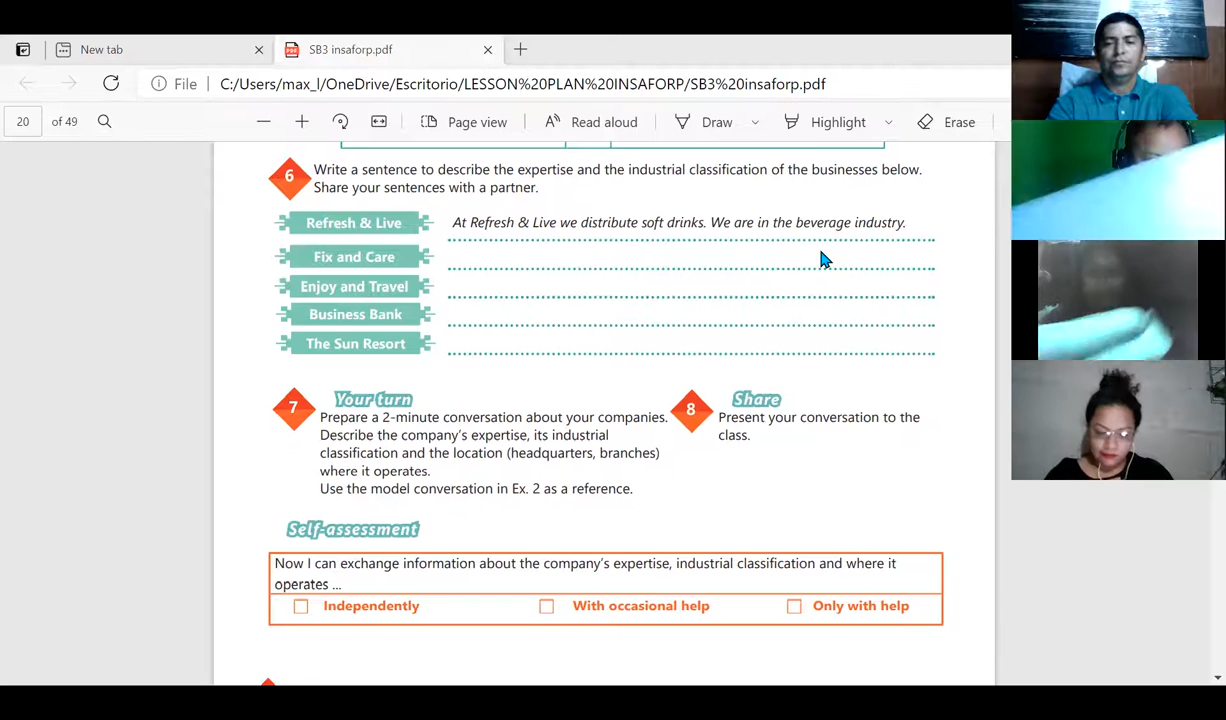 New tab
SB3 insaforp.pdf
File C:/Users/max_l/OneDrive/Escritorio/LESSON%20PLAN%20INSAFORP/SB3%20insaforp.pdf
20 of 49 Page view Read aloud Draw Highlight Erase
6 Write a sentence to describe the expertise and the industrial classification of the businesses below.
Share your sentences with a partner.
Refresh & Live At Refresh & Live we distribute soft drinks. We are in the beverage industry.
Fix and Care
Enjoy and Travel
Business Bank
The Sun Resort
7 Your turn
Prepare a 2-minute conversation about your companies.
Describe the company's expertise, its industrial
classification and the location (headquarters, branches)
where it operates.
Use the model conversation in Ex. 2 as a reference.
8 Share
Present your conversation to the
class.
Self-assessment
Now I can exchange information about the company's expertise, industrial classification and where it
operates ...
Independently With occasional help Only with help